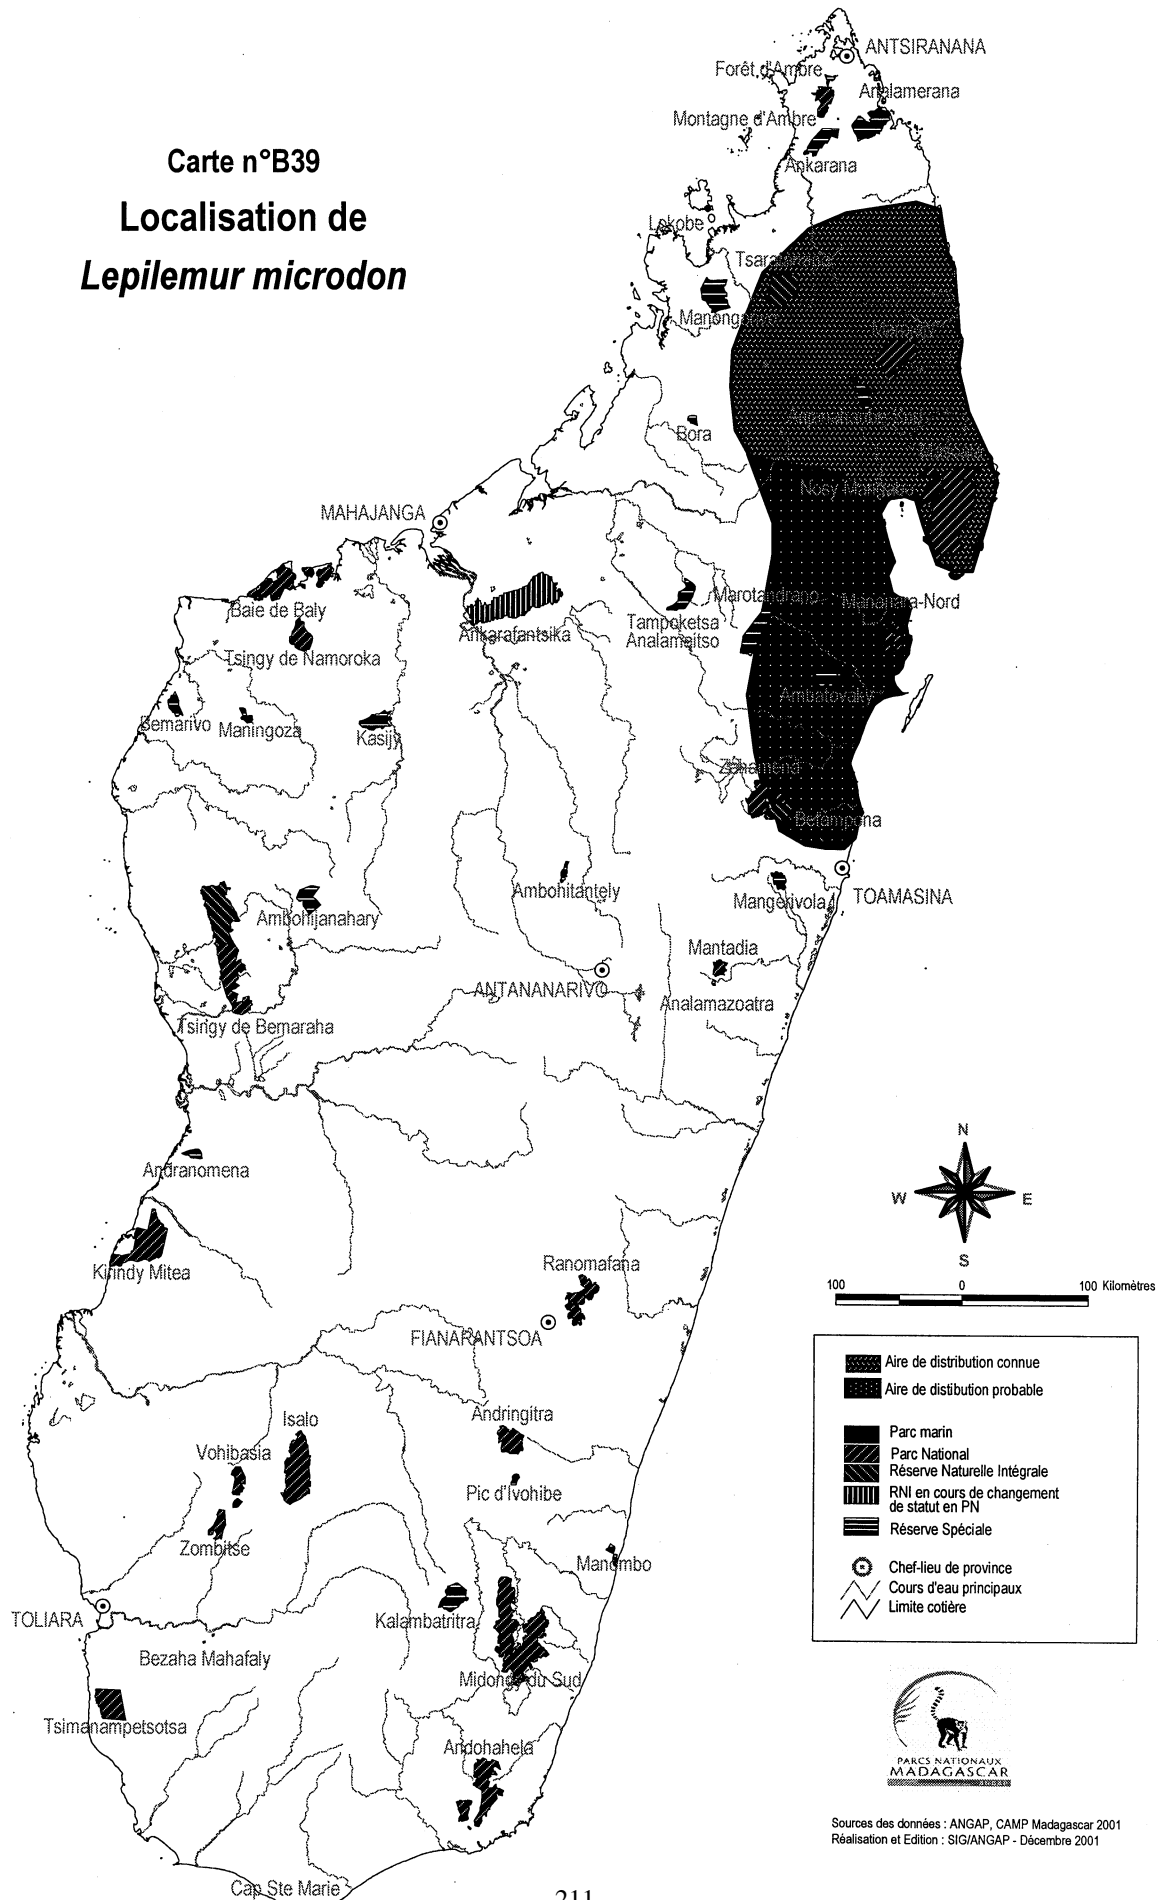 ANTSIRANANA
Forêt d'Ambre
Analamerana
Montagne d'Ambre
Carte n°B39
Ankarana
Localisation de
Lokobe
Lepilemur microdon
Manongarivo
Bora
Nosy Mangabe
MAHAJANGA
Marotandrano
Mananara-Nord
Baie de Baly
Tampoketsa
Ankarafantsika
Analameitso
Tsingy de Namoroka
Ambatovaky
Bemarivo
Maningoza
Kasijy
Zahamena
Betampona
Ambohitantely
Mangerivola
TOAMASINA
Ambohijanahary
Mantadia
ANTANANARIVO
Analamazoatra
Tsingy de Bemaraha
N
Andranomena
W
E
S
Kirindy Mitea
Ranomafana
100
0
100 Kilomètres
FIANARANTSOA
Aire de distribution connue
Aire de distibution probable
Isalo
Andringitra
Parc marin
Vohibasia
Parc National
Réserve Naturelle Intégrale
Pic d'Ivohibe
RNI en cours de changement
de statut en PN
Réserve Spéciale
Zombitse
Manombo
Chef-lieu de province
Cours d'eau principaux
Limite cotière
TOLIARA
Kalambatritra
Bezaha Mahafaly
Midongy du Sud
Tsimanampetsotsa
Andohahela
PARCS NATIONAUX
MADAGASCAR
Sources des données : ANGAP, CAMP Madagascar 2001
Réalisation et Edition : SIG/ANGAP - Décembre 2001
Cap Ste Marie
211